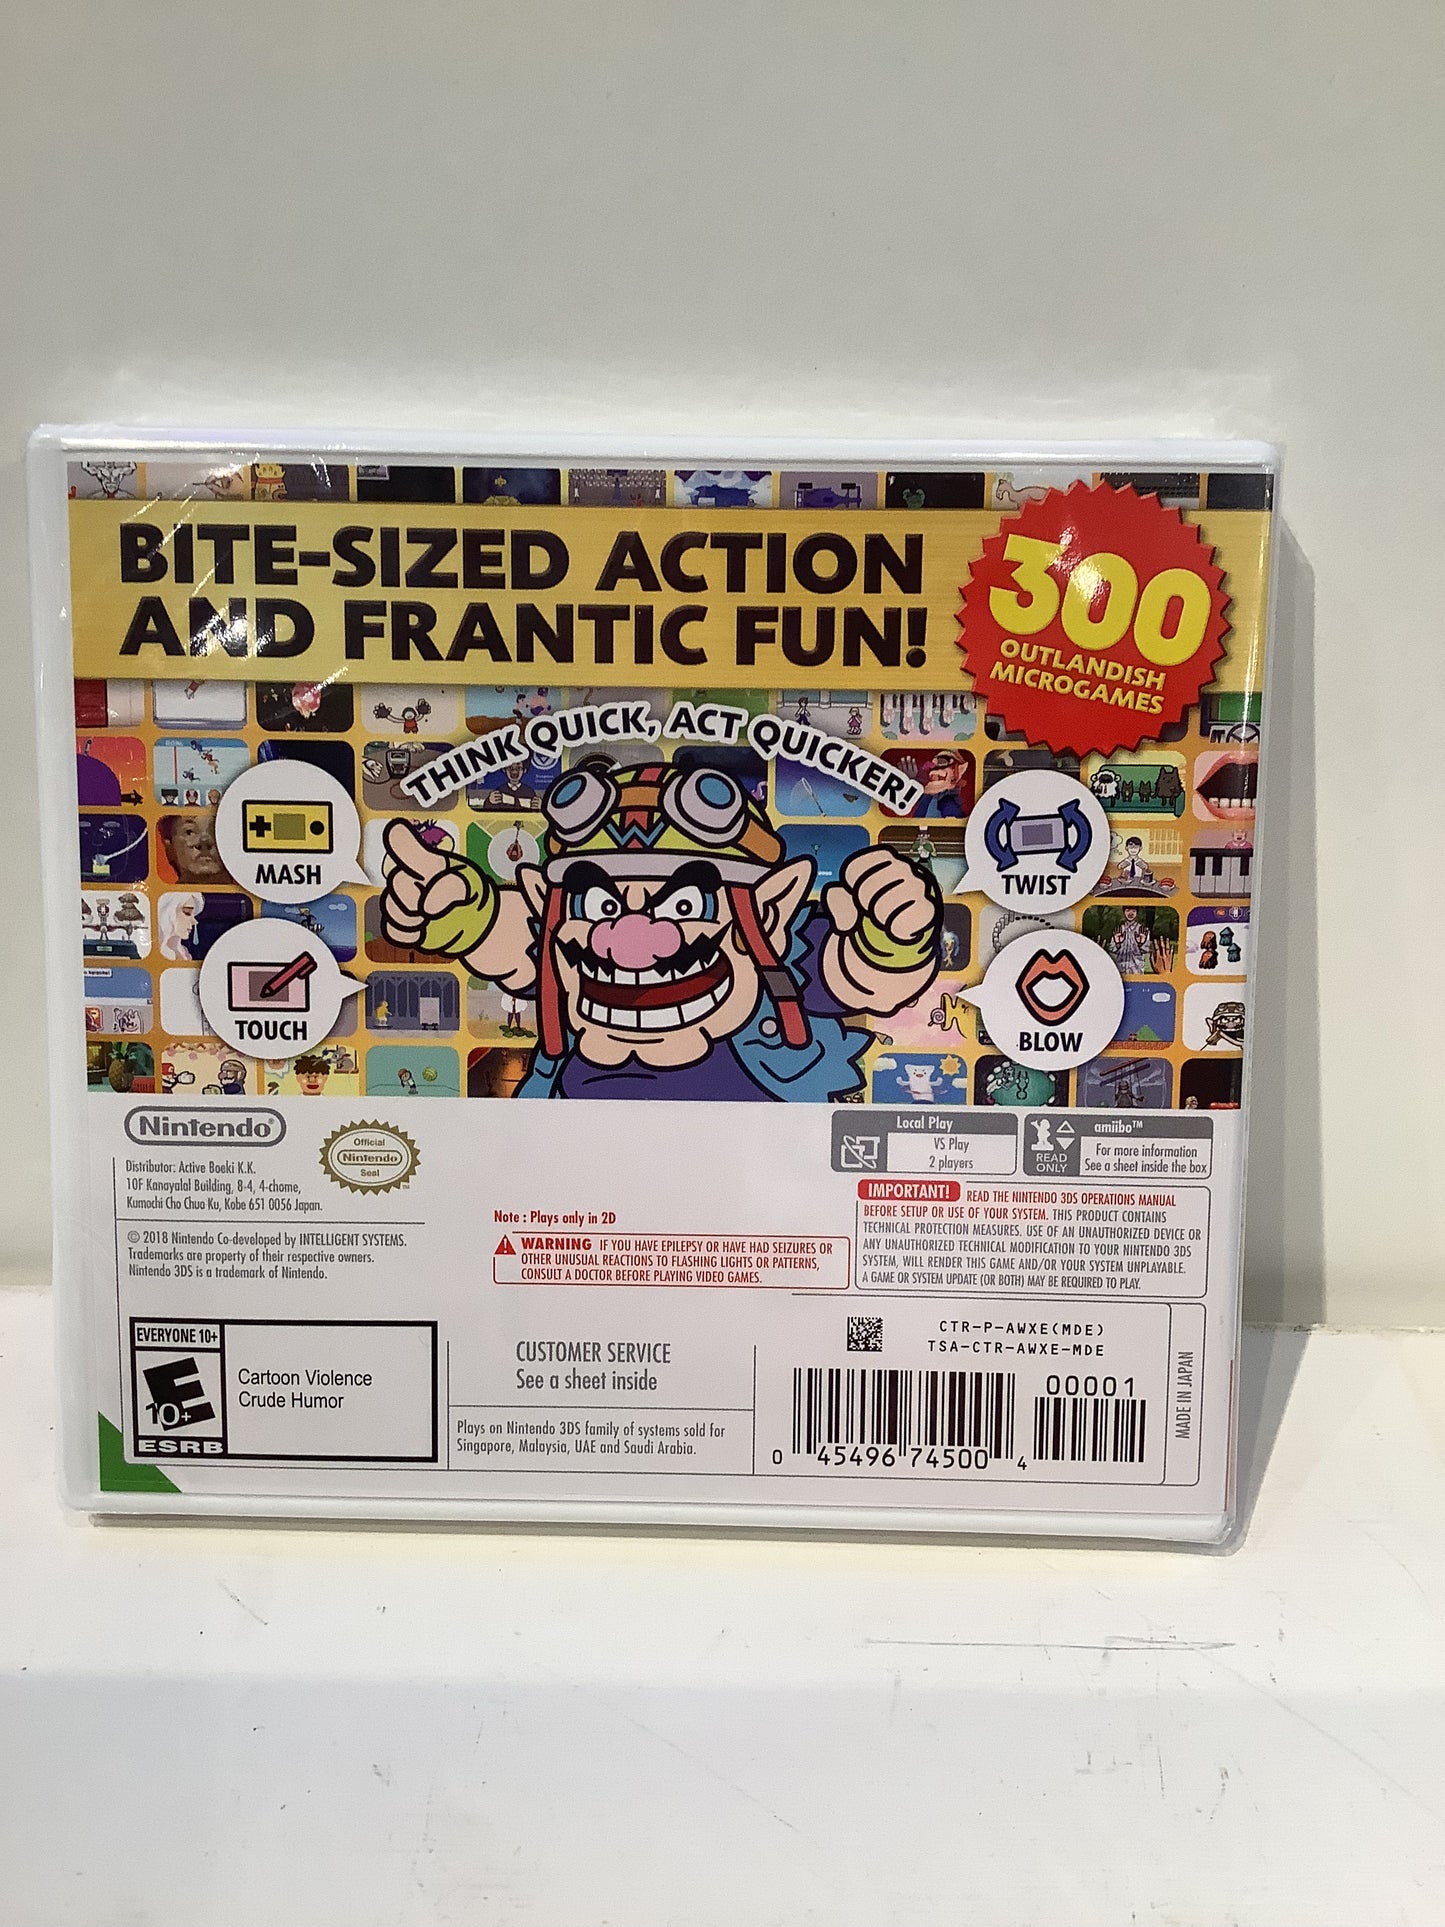 BITE-SIZED ACTION
AND FRANTIC FUN!
300
OUTLANDISH
MICROGAMES
THINK QUICK, ACT QUICKER!
MASH
TWIST
TOUCH
BLOW
Nintendo®
Official
Nintendo
Seal
Distributor: Active Boeki K.K.
10F Kanayalal Building, 8-4, 4-chome,
Kumochi Cho Chuo Ku, Kobe 651 0056 Japan.
© 2018 Nintendo Co-developed by INTELLIGENT SYSTEMS.
Trademarks are property of their respective owners.
Nintendo 3DS is a trademark of Nintendo.
Local Play
VS Play
2 players
READ
ONLY
amiibo™
For more information
See a sheet inside the box
Note : Plays only in 2D
WARNING IF YOU HAVE EPILEPSY OR HAVE HAD SEIZURES OR
OTHER UNUSUAL REACTIONS TO FLASHING LIGHTS OR PATTERNS,
CONSULT A DOCTOR BEFORE PLAYING VIDEO GAMES.
IMPORTANT! READ THE NINTENDO 3DS OPERATIONS MANUAL
BEFORE SETUP OR USE OF YOUR SYSTEM. THIS PRODUCT CONTAINS
TECHNICAL PROTECTION MEASURES. USE OF AN UNAUTHORIZED DEVICE OR
ANY UNAUTHORIZED TECHNICAL MODIFICATION TO YOUR NINTENDO 3DS
SYSTEM, WILL RENDER THIS GAME AND/OR YOUR SYSTEM UNPLAYABLE.
A GAME OR SYSTEM UPDATE (OR BOTH) MAY BE REQUIRED TO PLAY.
EVERYONE 10+
E
10+
ESRB
Cartoon Violence
Crude Humor
CUSTOMER SERVICE
See a sheet inside
Plays on Nintendo 3DS family of systems sold for
Singapore, Malaysia, UAE and Saudi Arabia.
CTR-P-AWXE(MDE)
TSA-CTR-AWXE-MDE
00001
0 45496 74500 4
MADE IN JAPAN